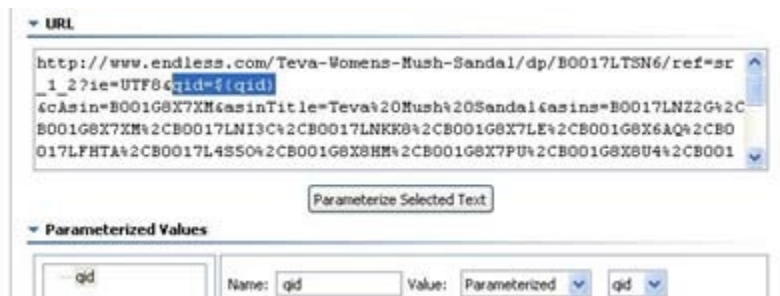 URL
http://www.endless.com/Teva-Womens-Mush-Sandal/dp/B0017LTSN6/ref=sr
_1_2?ie=UTF8&qid=$(qid)
&cAsin=B001G8X7XM&asinTitle=Teva%20Mush%20Sandal&asins=B0017LNZ2G%2C
B001G8X7XM%2CB0017LNI3C%2CB0017LNKK8%2CB001G8X7LE%2CB001G8X6AQ%2CB0
017LFHTA%2CB0017L4S5O%2CB001G8X8HM%2CB001G8X7PU%2CB001G8X8U4%2CB001
Parameterize Selected Text
Parameterized Values
qid
Name: qid Value: Parameterized qid